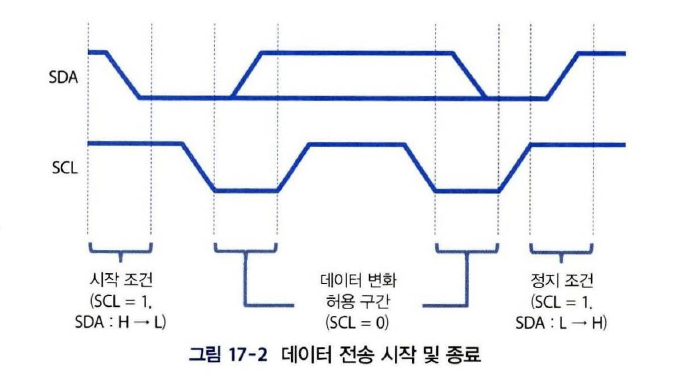 SDA
SCL
시작 조건
(SCL = 1,
SDA : H → L)
데이터 변화
허용 구간
(SCL = 0)
정지 조건
(SCL = 1,
SDA : L → H)
그림 17-2 데이터 전송 시작 및 종료